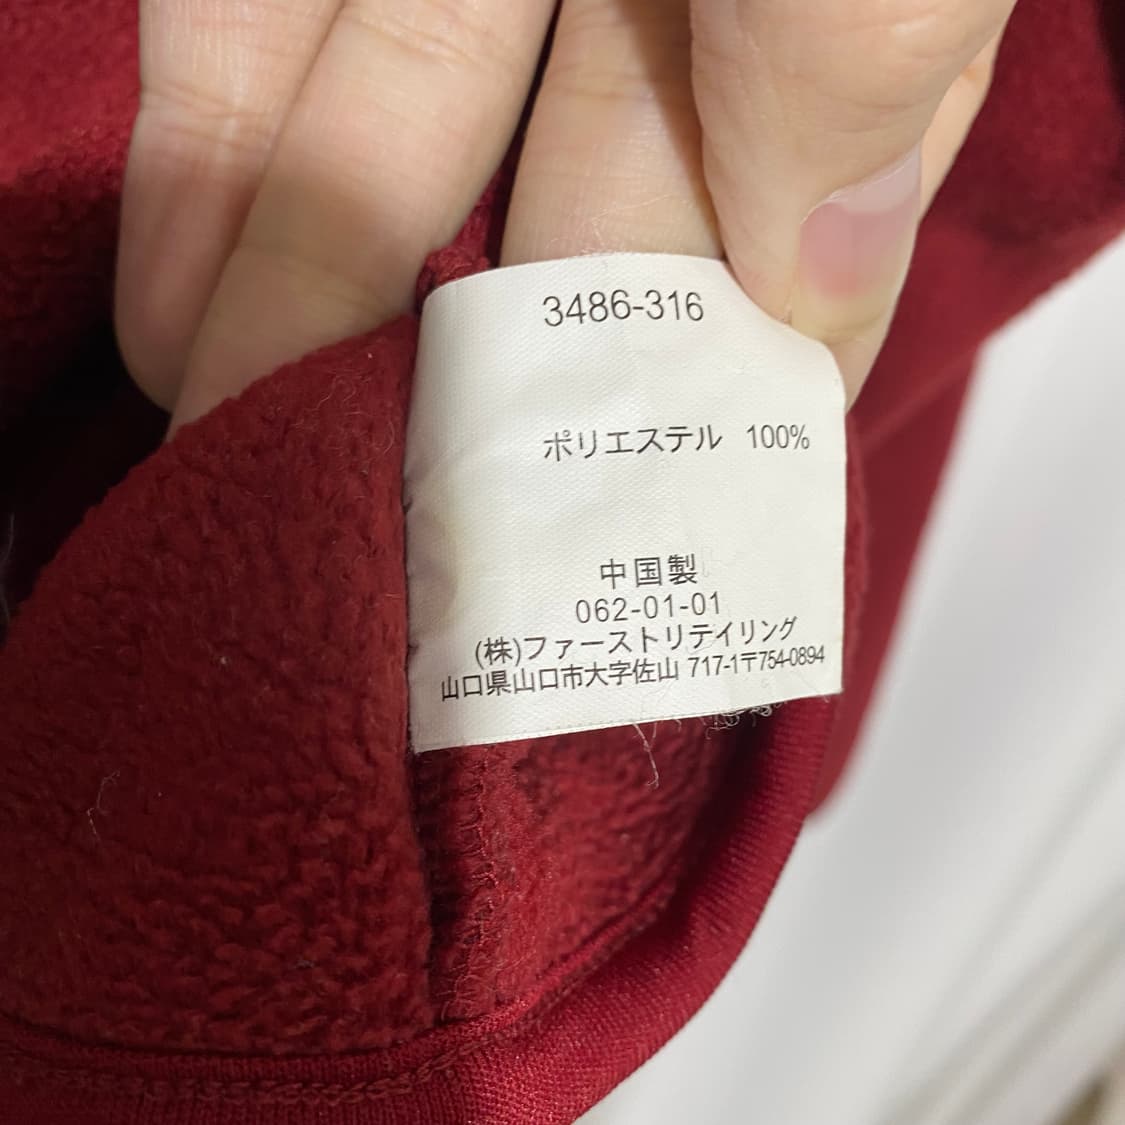 3486-316
ポリエステル 100%
中国製
062-01-01
(株)ファーストリテイリング
山口県山口市大字佐山 717-1〒754-0894